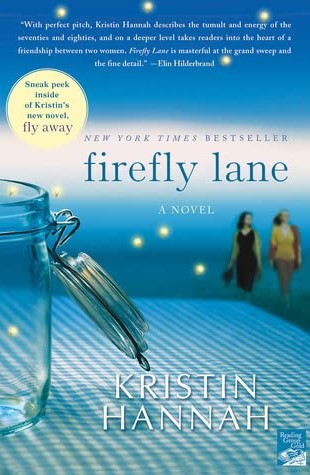 "With perfect pitch, Kristin Hannah describes the tumult and energy of the
seventies and eighties, and on a deeper level takes readers into the heart of a
friendship between two women. Firefly Lane is masterful at the grand sweep and
the fine detail." —Elin Hilderbrand
Sneak peek
inside
of Kristin's
new novel,
fly away
NEW YORK TIMES BESTSELLER
firefly lane
A NOVEL
KRISTIN
HANNAH
Reading
Group
Gold